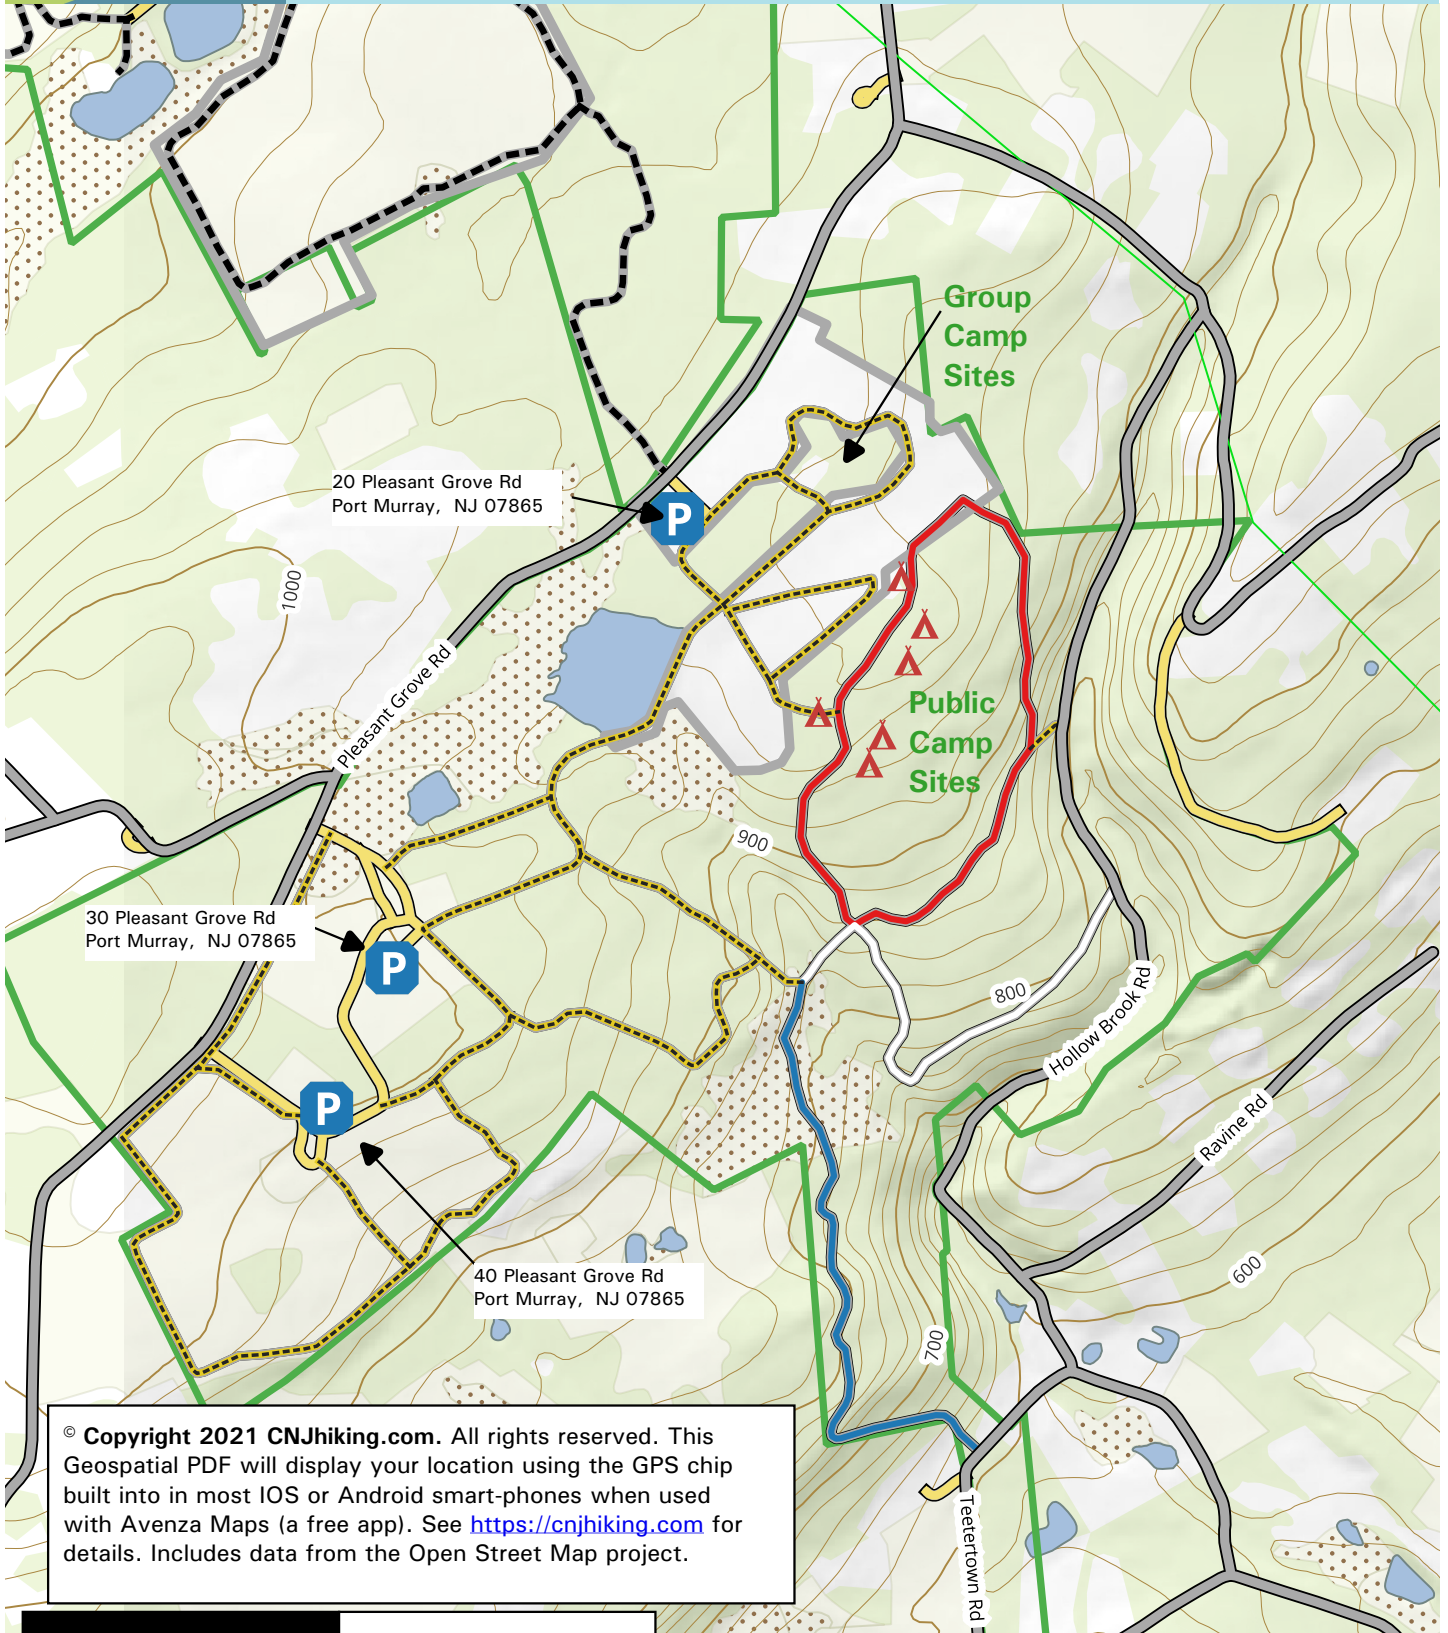 Group
Camp
Sites
20 Pleasant Grove Rd
Port Murray, NJ 07865
P
1000
Pleasant Grove Rd
Public
Camp
Sites
900
30 Pleasant Grove Rd
Port Murray, NJ 07865
P
800
Hollow Brook Rd
P
Ravine Rd
40 Pleasant Grove Rd
Port Murray, NJ 07865
600
700
© Copyright 2021 CNJhiking.com. All rights reserved. This
Geospatial PDF will display your location using the GPS chip
built into in most IOS or Android smart-phones when used
with Avenza Maps (a free app). See https://cnjhiking.com for
details. Includes data from the Open Street Map project.
Teetertown Rd